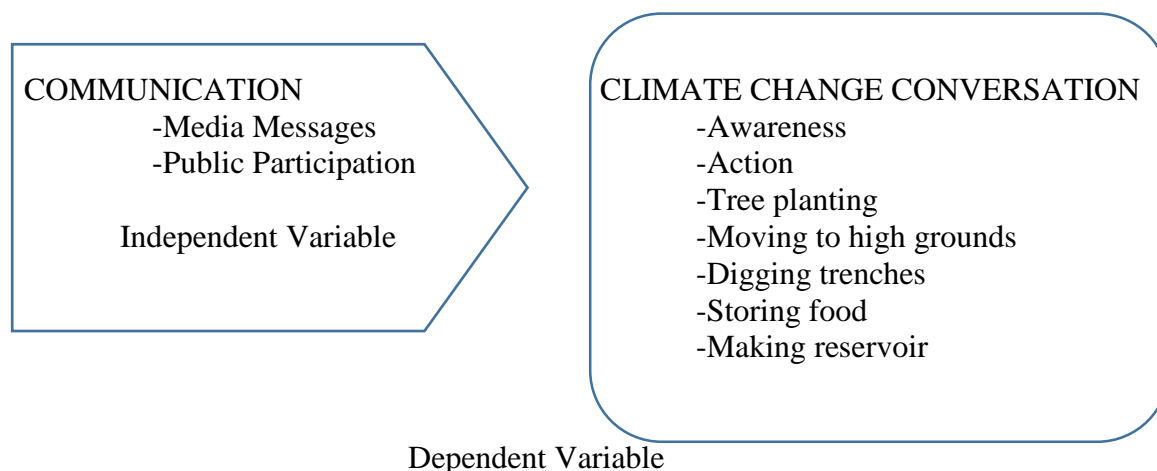 COMMUNICATION
-Media Messages
-Public Participation
Independent Variable
CLIMATE CHANGE CONVERSATION
-Awareness
-Action
-Tree planting
-Moving to high grounds
-Digging trenches
-Storing food
-Making reservoir
Dependent Variable